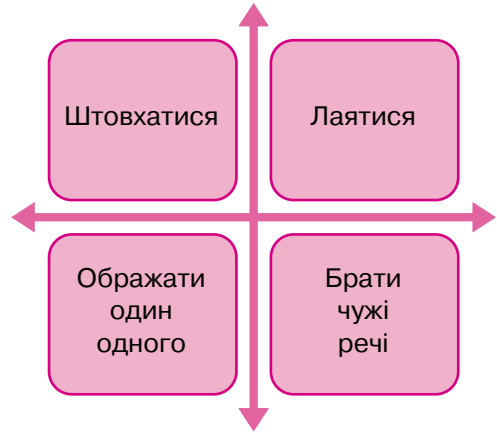 Штовхатися
Лаятися
Ображати
один
одного
Брати
чужі
речі